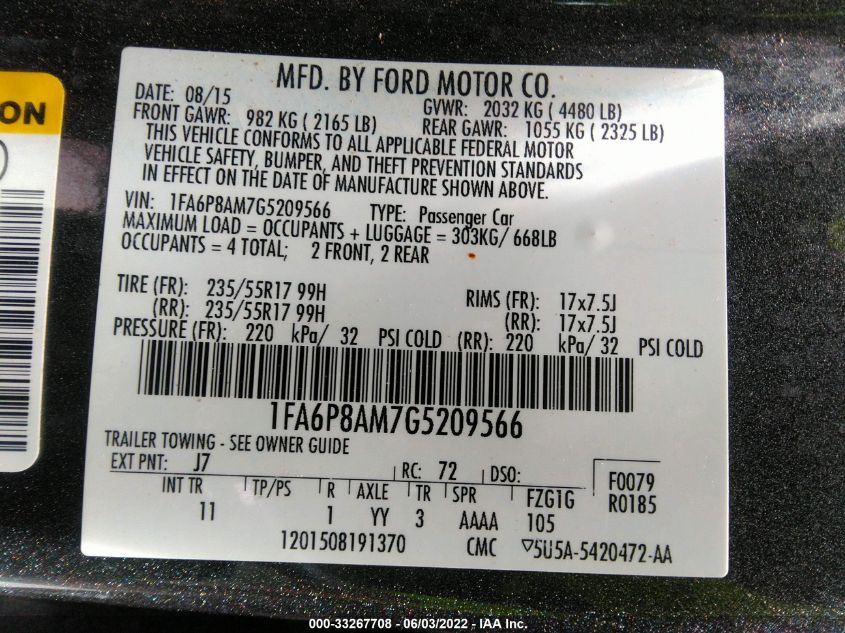 ON
MFD. BY FORD MOTOR CO.
DATE: 08/15 GVWR: 2032 KG ( 4480 LB)
FRONT GAWR: 982 KG ( 2165 LB) REAR GAWR: 1055 KG ( 2325 LB)
THIS VEHICLE CONFORMS TO ALL APPLICABLE FEDERAL MOTOR
VEHICLE SAFETY, BUMPER, AND THEFT PREVENTION STANDARDS
IN EFFECT ON THE DATE OF MANUFACTURE SHOWN ABOVE.
VIN: 1FA6P8AM7G5209566 TYPE: Passenger Car
MAXIMUM LOAD = OCCUPANTS + LUGGAGE = 303KG/ 668LB
OCCUPANTS = 4 TOTAL; 2 FRONT, 2 REAR
TIRE (FR): 235/55R17 99H RIMS (FR): 17x7.5J
(RR): 235/55R17 99H (RR): 17x7.5J
PRESSURE (FR): 220 kPa/ 32 PSI COLD (RR): 220 kPa/ 32 PSI COLD
1FA6P8AM7G5209566
TRAILER TOWING - SEE OWNER GUIDE
EXT PNT: J7 RC: 72 DSO: F0079
INT TR TP/PS R AXLE TR SPR FZG1G R0185
11 1 YY 3 AAAA 105
1201508191370 CMC ▽5U5A-5420472-AA
000-33267708 - 06/03/2022 - IAA Inc.